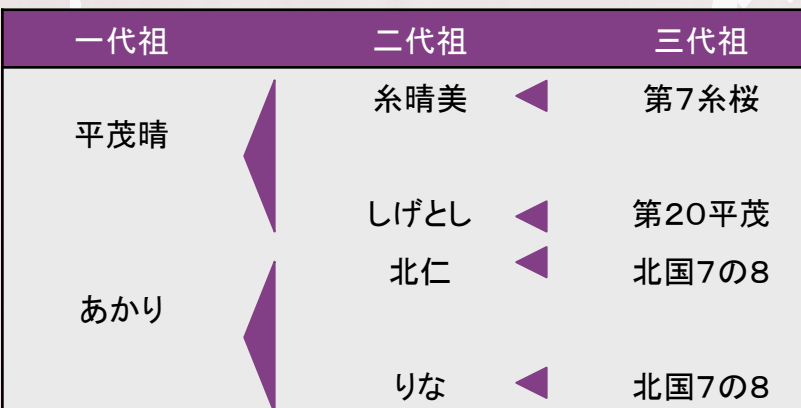 一代祖 二代祖 三代祖
糸晴美 第7糸桜
平茂晴
しげとし 第20平茂
北仁 北国7の8
あかり
りな 北国7の8